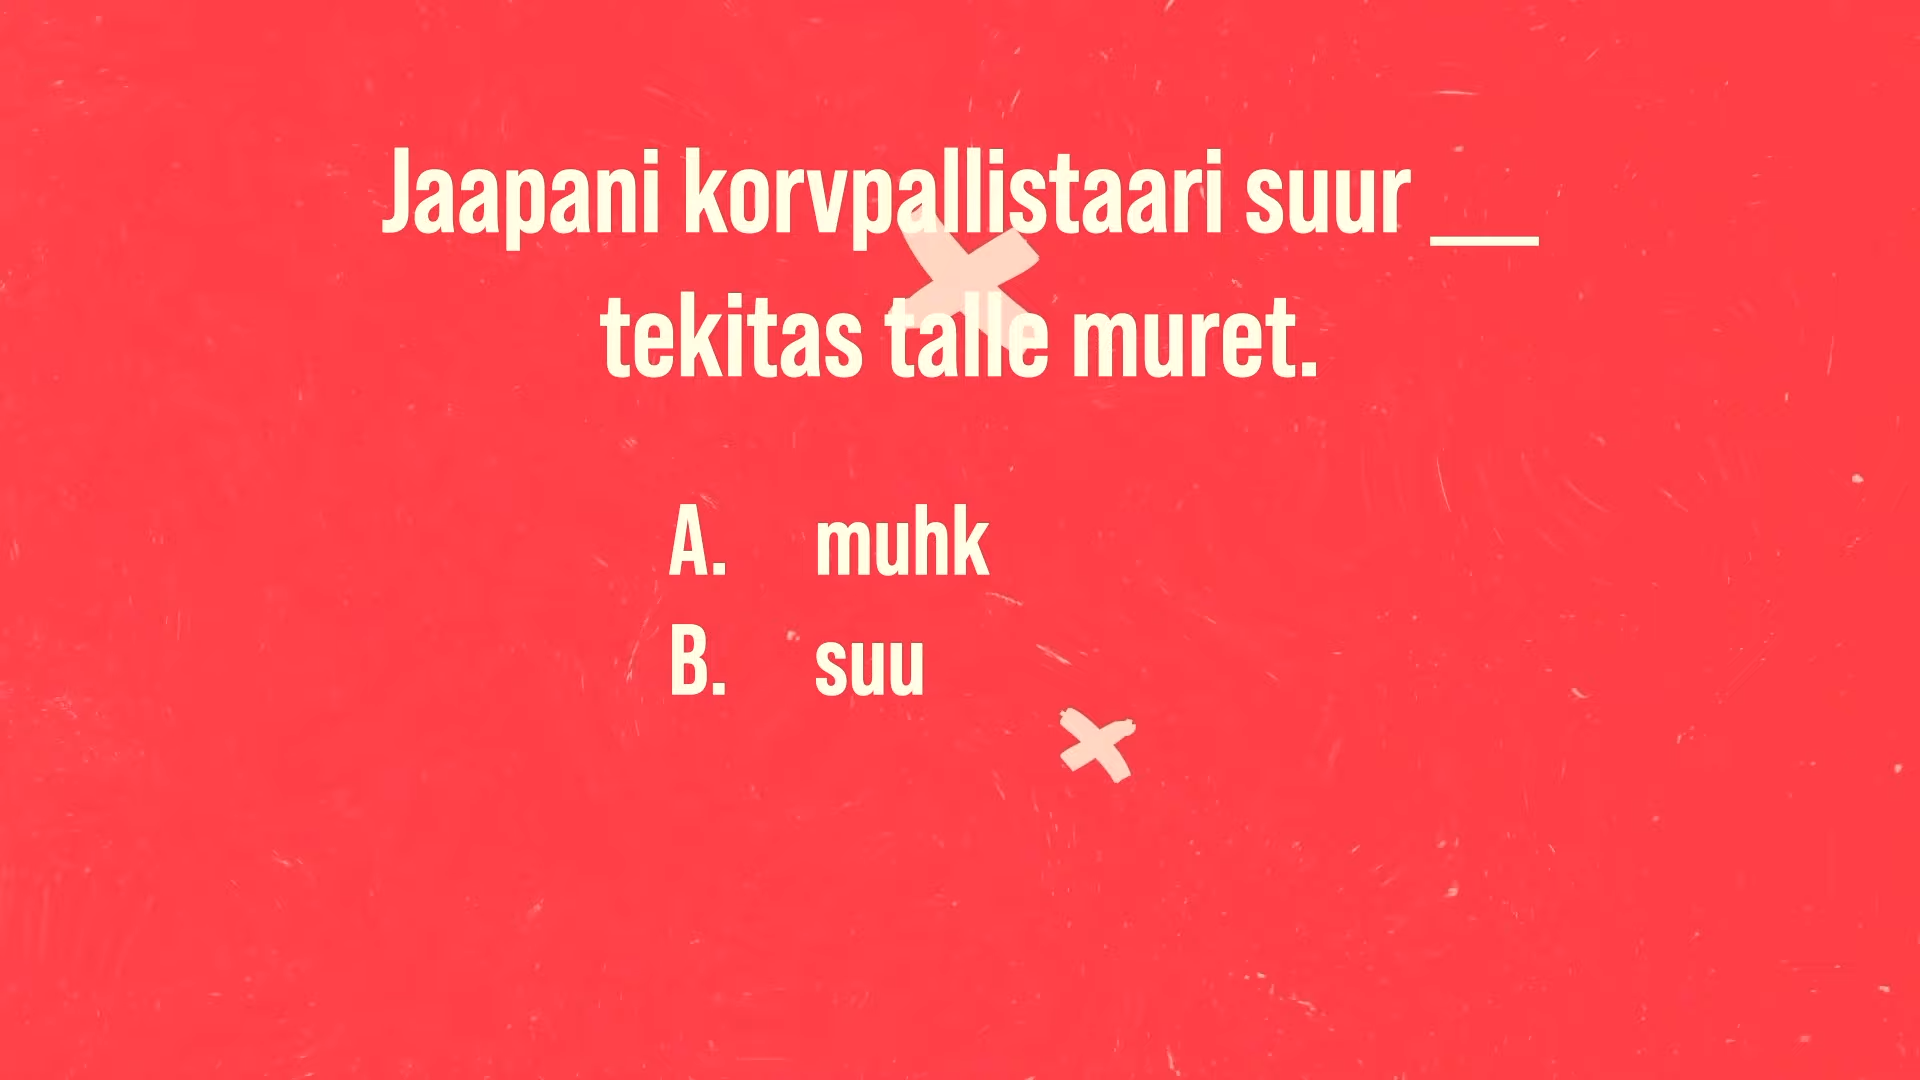 Jaapani korvpallistaari suur __
tekitas talle muret.
A. muhk
B. suu